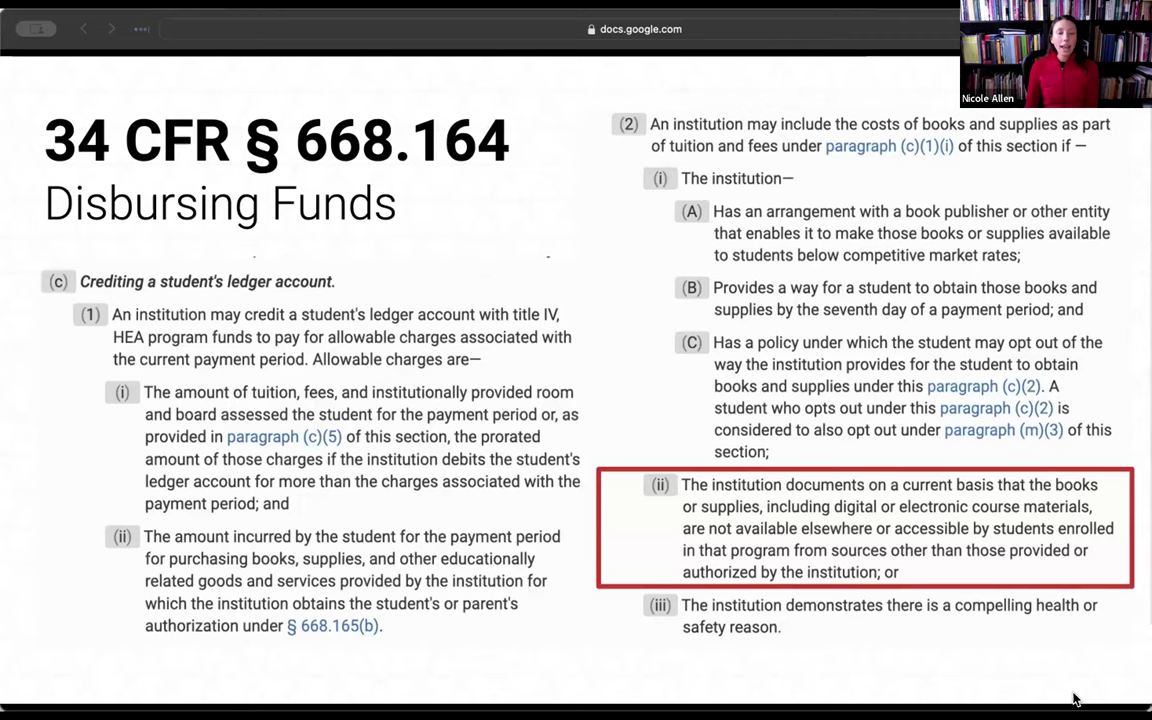 docs.google.com
Nicole Allen
34 CFR § 668.164
Disbursing Funds
(c) Crediting a student's ledger account.
(1) An institution may credit a student's ledger account with title IV,
HEA program funds to pay for allowable charges associated with
the current payment period. Allowable charges are—
(i) The amount of tuition, fees, and institutionally provided room
and board assessed the student for the payment period or, as
provided in paragraph (c)(5) of this section, the prorated
amount of those charges if the institution debits the student's
ledger account for more than the charges associated with the
payment period; and
(ii) The amount incurred by the student for the payment period
for purchasing books, supplies, and other educationally
related goods and services provided by the institution for
which the institution obtains the student's or parent's
authorization under § 668.165(b).
(2) An institution may include the costs of books and supplies as part
of tuition and fees under paragraph (c)(1)(i) of this section if —
(i) The institution—
(A) Has an arrangement with a book publisher or other entity
that enables it to make those books or supplies available
to students below competitive market rates;
(B) Provides a way for a student to obtain those books and
supplies by the seventh day of a payment period; and
(C) Has a policy under which the student may opt out of the
way the institution provides for the student to obtain
books and supplies under this paragraph (c)(2). A
student who opts out under this paragraph (c)(2) is
considered to also opt out under paragraph (m)(3) of this
section;
(ii) The institution documents on a current basis that the books
or supplies, including digital or electronic course materials,
are not available elsewhere or accessible by students enrolled
in that program from sources other than those provided or
authorized by the institution; or
(iii) The institution demonstrates there is a compelling health or
safety reason.